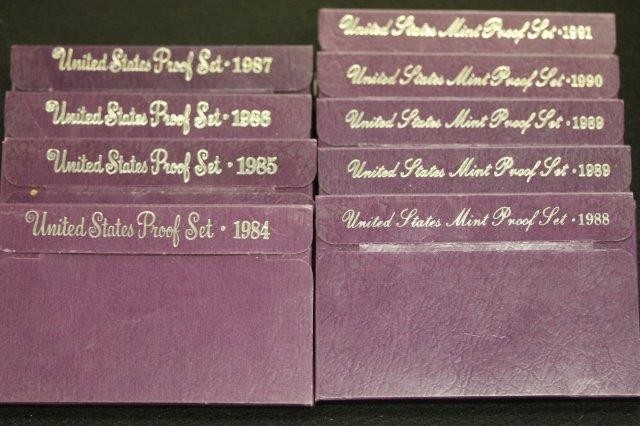 United States Proof Set · 1987
United States Proof Set · 1986
United States Proof Set · 1985
United States Proof Set · 1984
United States Mint Proof Set · 1991
United States Mint Proof Set · 1990
United States Mint Proof Set · 1989
United States Mint Proof Set · 1989
United States Mint Proof Set · 1988